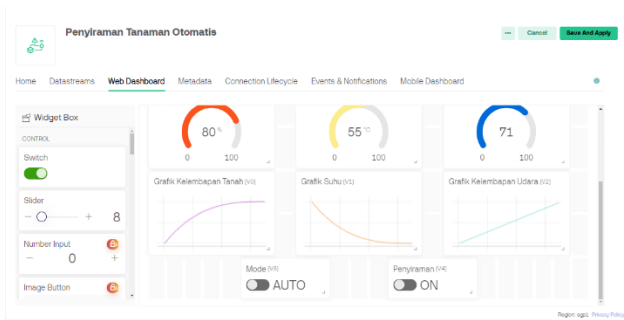 Penyiraman Tanaman Otomatis
Cancel Save And Apply
Home Datastreams Web Dashboard Metadata Connection Lifecycle Events & Notifications Mobile Dashboard
Widget Box
CONTROL
Switch
Slider
− + 8
Number Input
− 0 +
Image Button
80 %
0 100
55 °C
0 100
71
0 100
Grafik Kelembapan Tanah (V0)
Grafik Suhu (V1)
Grafik Kelembapan Udara (V2)
Mode (V5)
AUTO
Penyiraman (V4)
ON
Region: sgp1 Privacy Policy